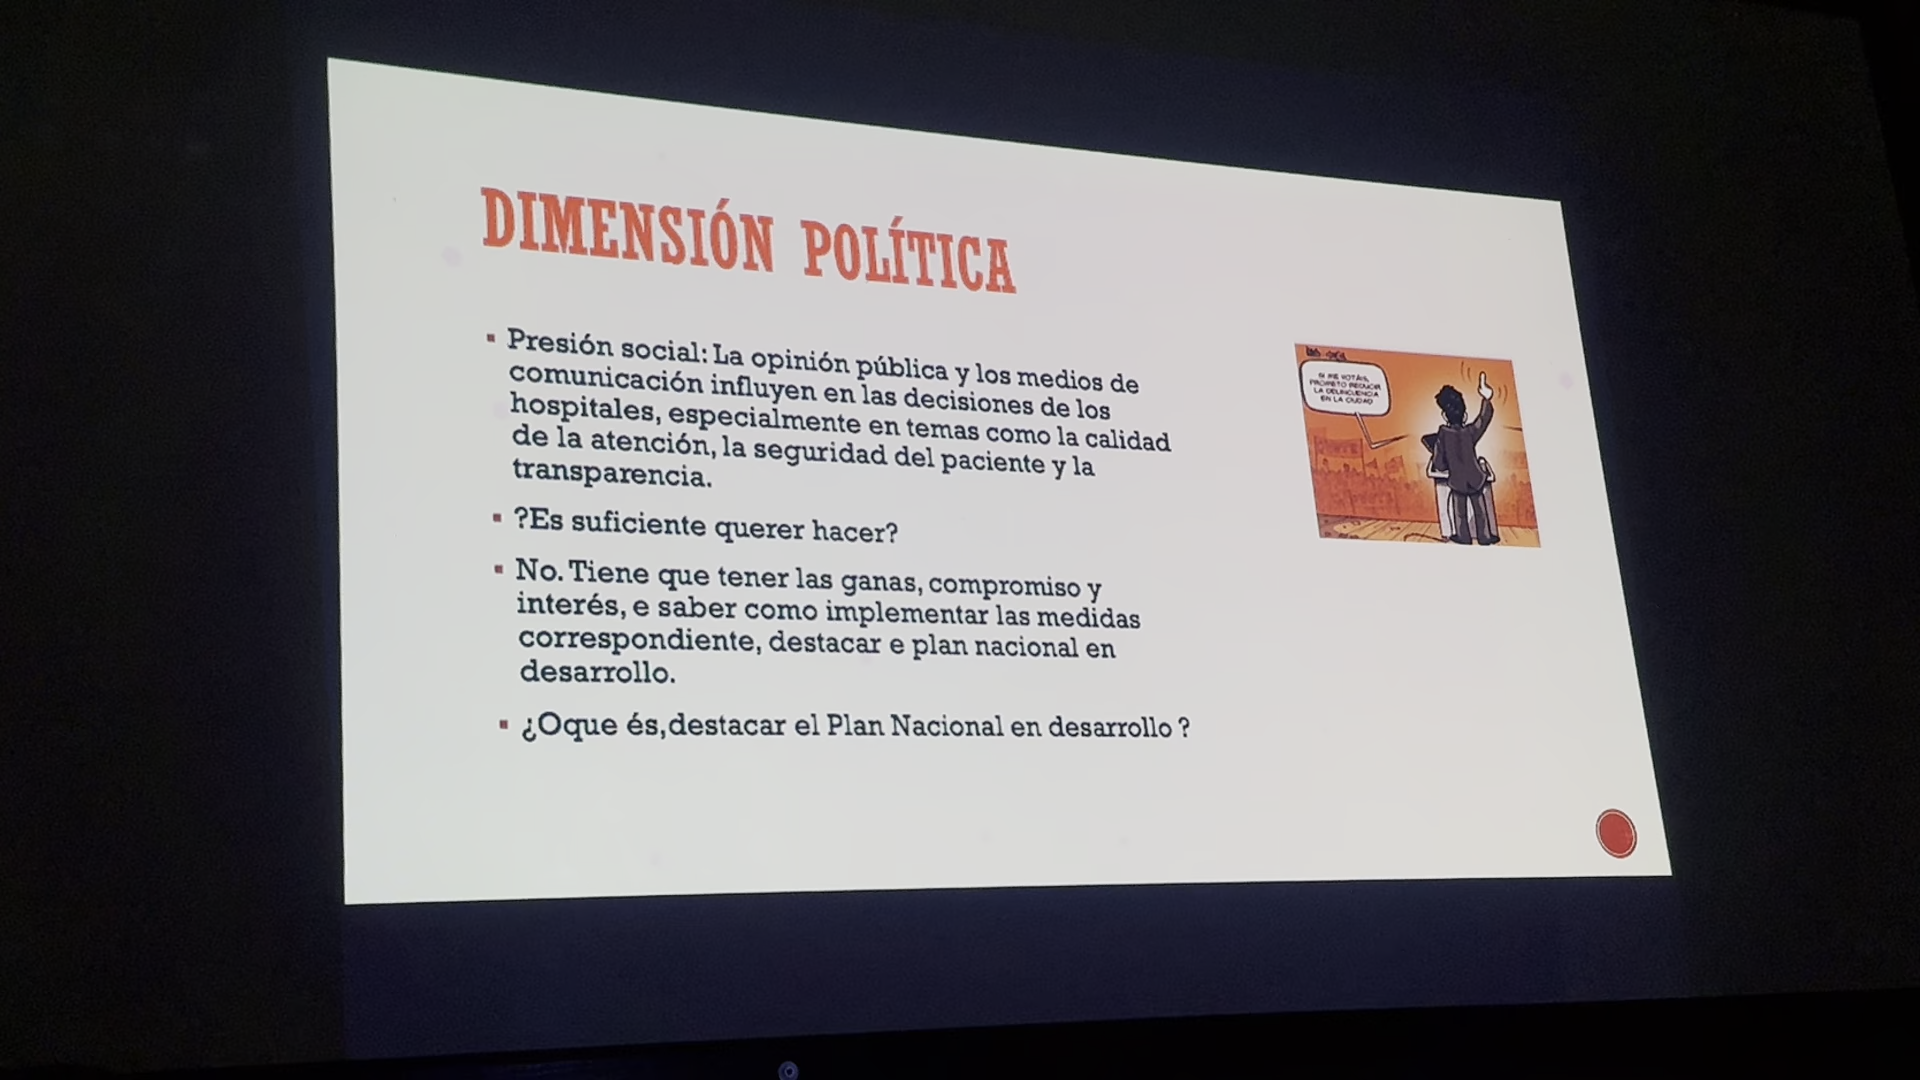 DIMENSIÓN POLÍTICA
▪ Presión social: La opinión pública y los medios de
comunicación influyen en las decisiones de los
hospitales, especialmente en temas como la calidad
de la atención, la seguridad del paciente y la
transparencia.
▪ ?Es suficiente querer hacer?
▪ No. Tiene que tener las ganas, compromiso y
interés, e saber como implementar las medidas
correspondiente, destacar e plan nacional en
desarrollo.
▪ ¿Oque és,destacar el Plan Nacional en desarrollo ?
SI ME VOTÁIS,
PROMETO REDUCIR
LA DELINCUENCIA
EN LA CIUDAD